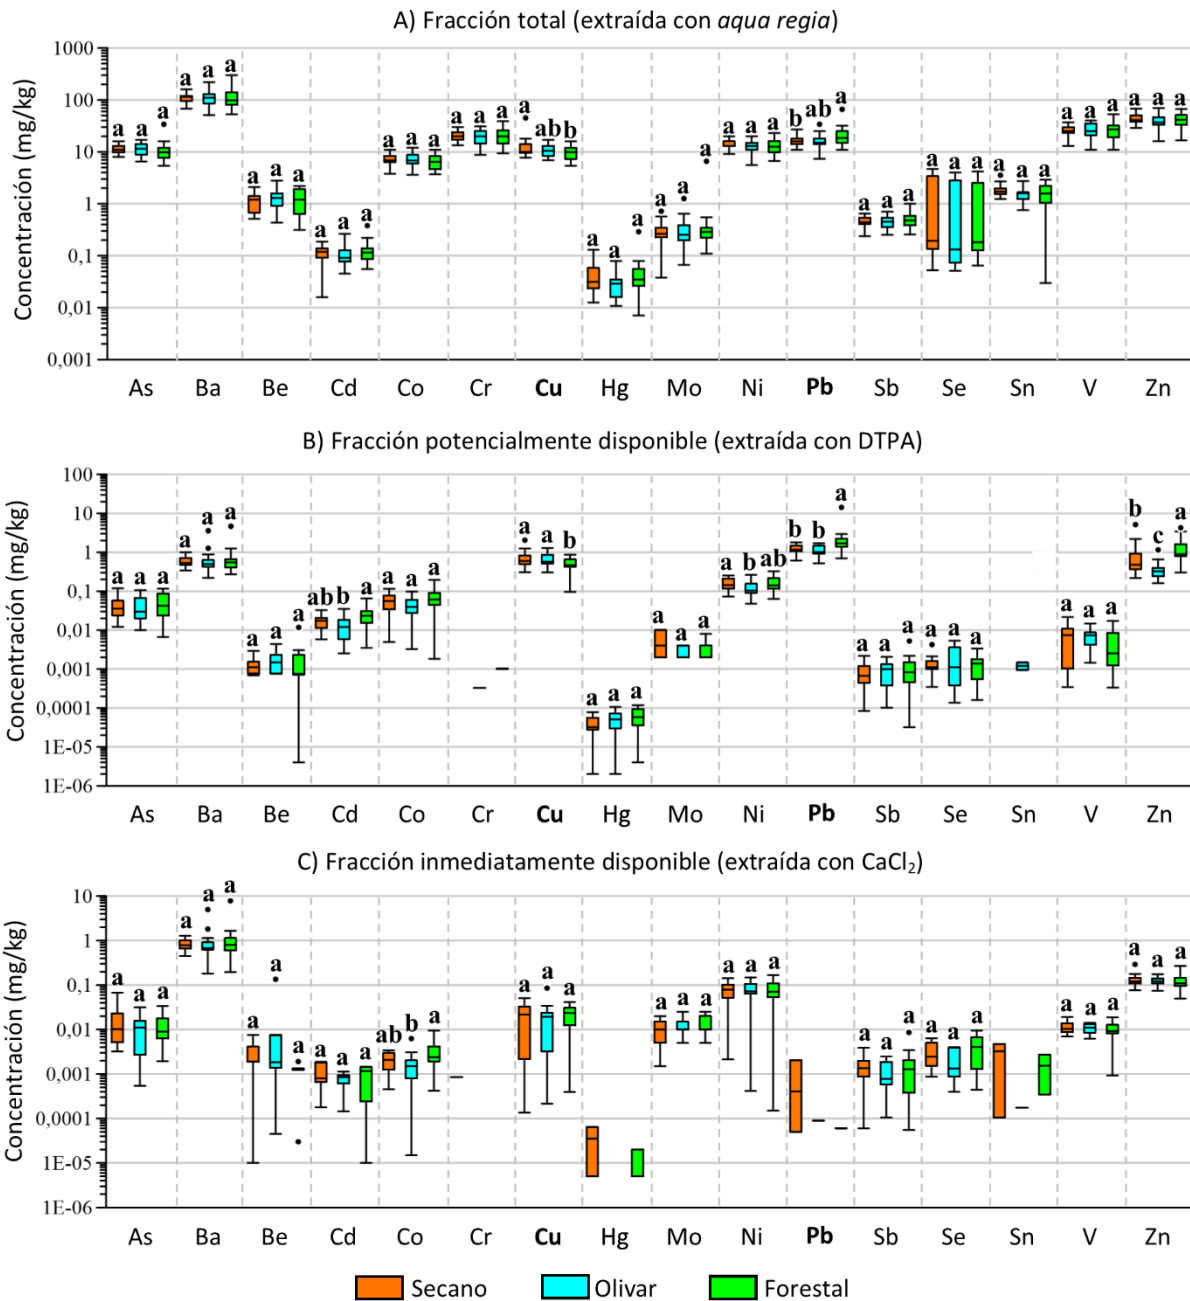 A) Fracción total (extraída con aqua regia)
Concentración (mg/kg)
1000
100
10
1
0,1
0,01
0,001
a a a a a a a a a a a a a a a a a a a ab b a a a a a a a a a b ab a a a a a a a a a a a a a a a a
As Ba Be Cd Co Cr Cu Hg Mo Ni Pb Sb Se Sn V Zn
B) Fracción potencialmente disponible (extraída con DTPA)
Concentración (mg/kg)
100
10
1
0,1
0,01
0,001
0,0001
1E-05
1E-06
a a a a a a a a a ab b a a a a a a b a a a a a a a b ab b b a a a a a a a a a a b c a
As Ba Be Cd Co Cr Cu Hg Mo Ni Pb Sb Se Sn V Zn
C) Fracción inmediatamente disponible (extraída con CaCl₂)
Concentración (mg/kg)
10
1
0,1
0,01
0,001
0,0001
1E-05
1E-06
a a a a a a a a a a a a ab b a a a a a a a a a a a a a a a a a a a a a a
As Ba Be Cd Co Cr Cu Hg Mo Ni Pb Sb Se Sn V Zn
Secano Olivar Forestal